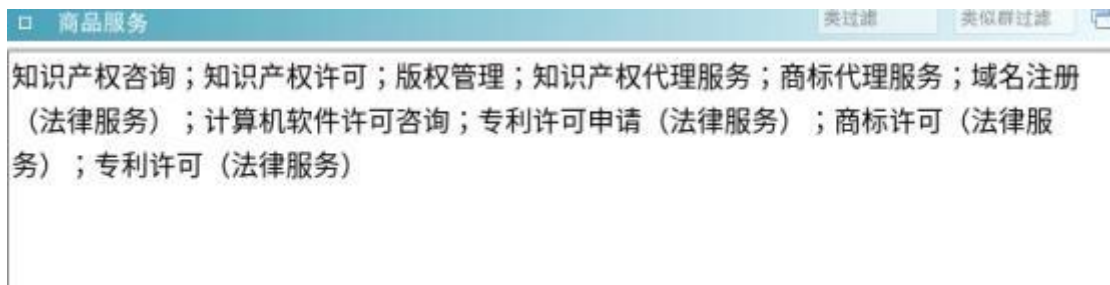 商品服务
类过滤
类似群过滤
知识产权咨询；知识产权许可；版权管理；知识产权代理服务；商标代理服务；域名注册
（法律服务）；计算机软件许可咨询；专利许可申请（法律服务）；商标许可（法律服
务）；专利许可（法律服务）